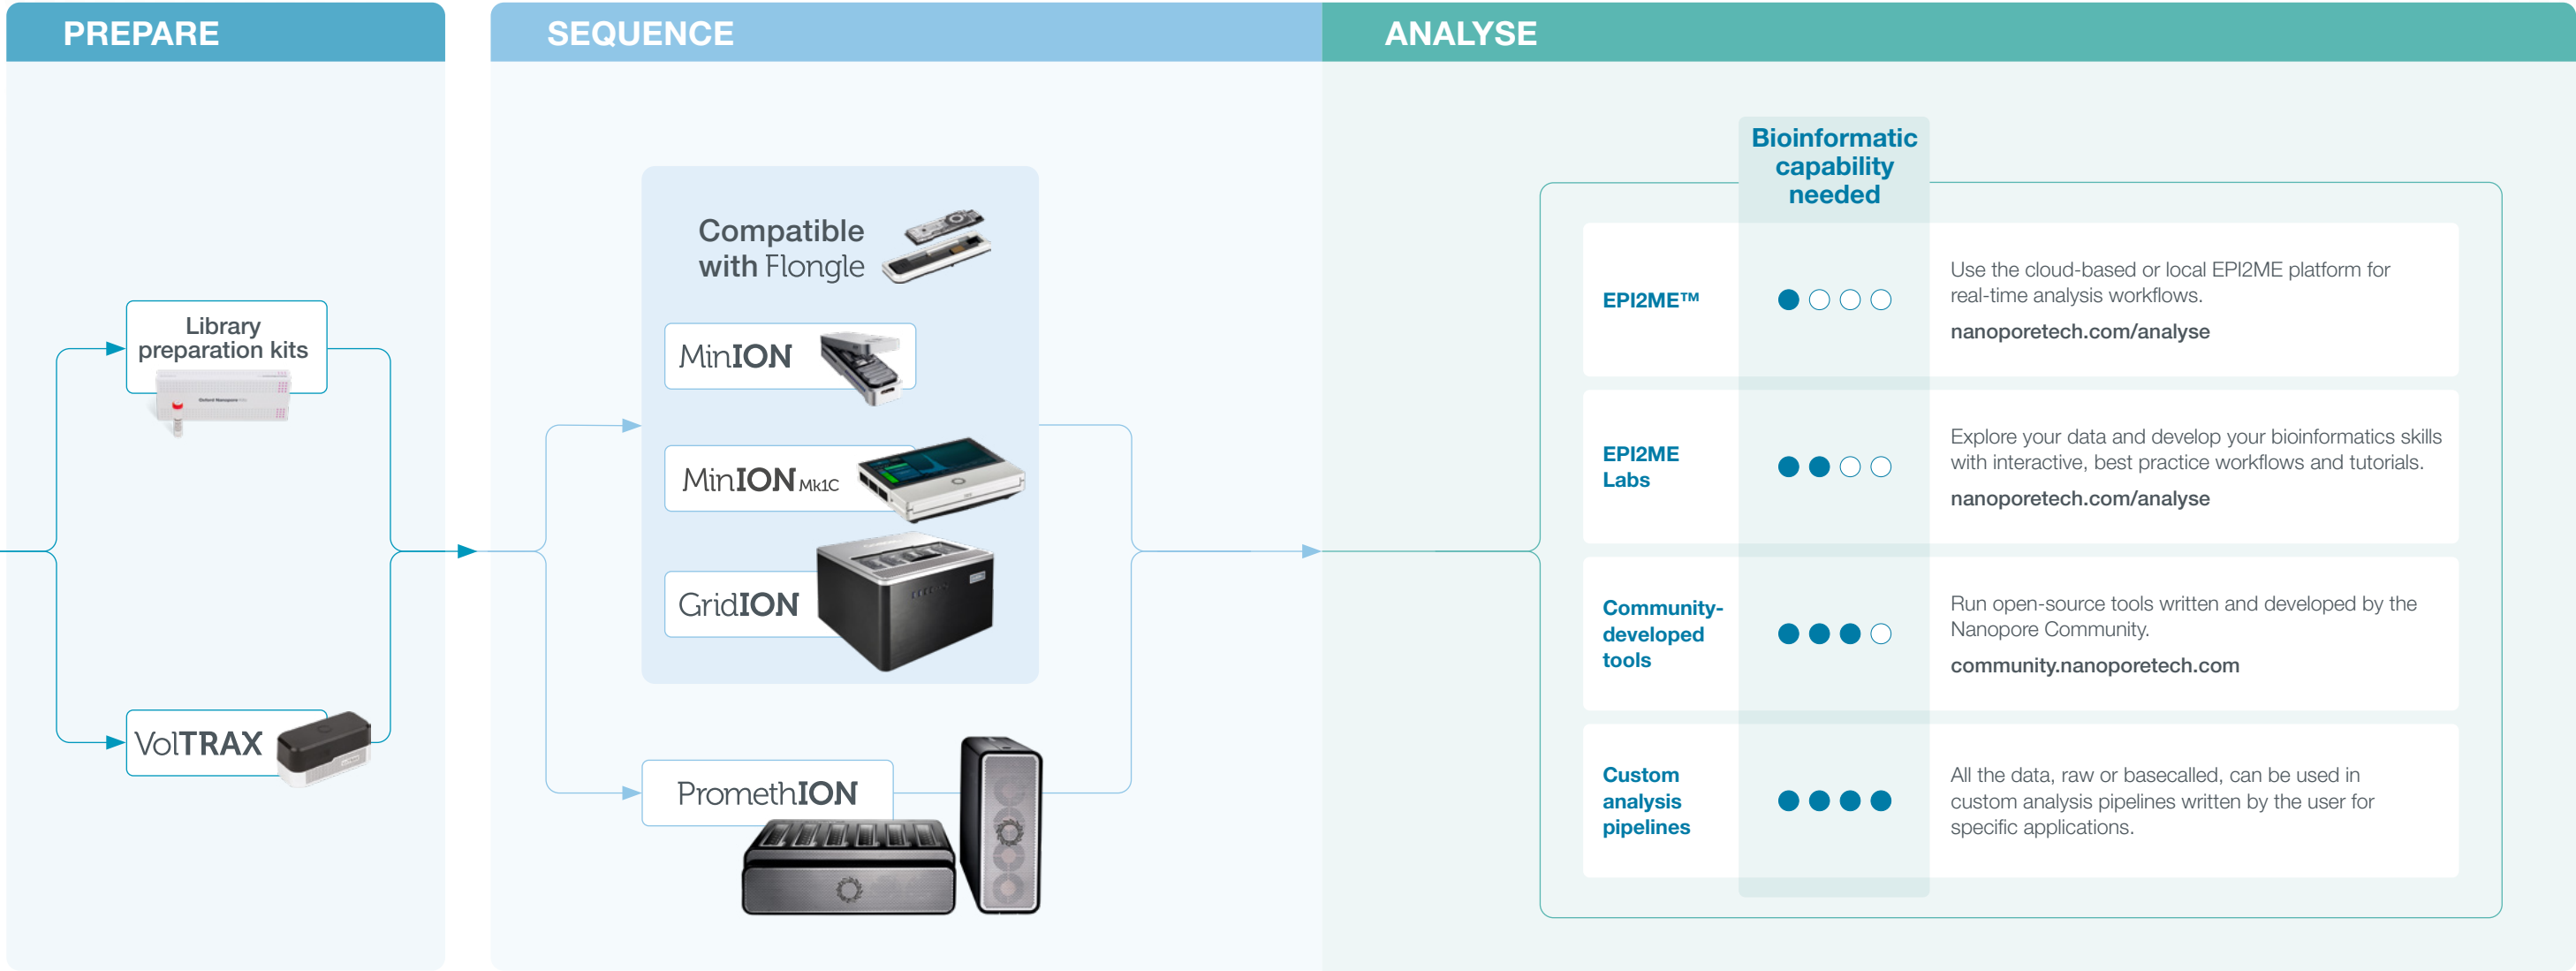 PREPARE
Library
preparation kits
Oxford Nanopore
VolTRAX
SEQUENCE
Compatible
with Flongle
MinION
MinION Mk1C
GridION
PromethION
ANALYSE
Bioinformatic
capability
needed
EPI2ME™
Use the cloud-based or local EPI2ME platform for
real-time analysis workflows.
nanoporetech.com/analyse
EPI2ME
Labs
Explore your data and develop your bioinformatics skills
with interactive, best practice workflows and tutorials.
nanoporetech.com/analyse
Community-
developed
tools
Run open-source tools written and developed by the
Nanopore Community.
community.nanoporetech.com
Custom
analysis
pipelines
All the data, raw or basecalled, can be used in
custom analysis pipelines written by the user for
specific applications.